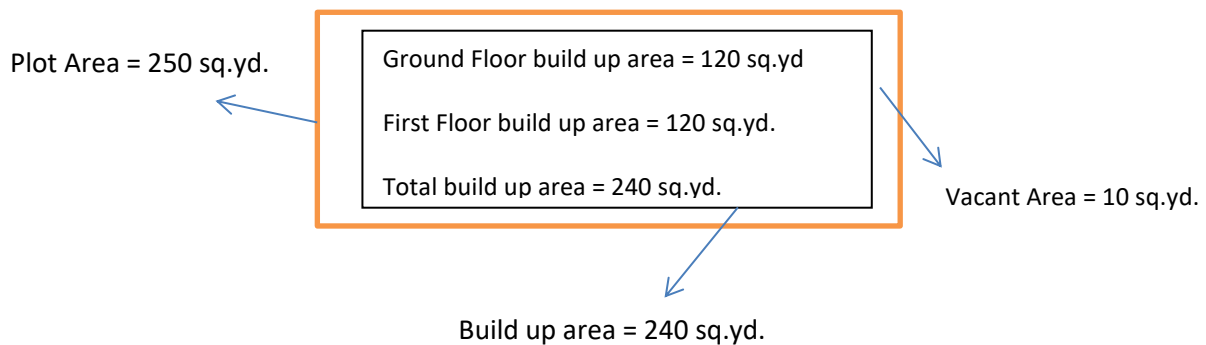 Plot Area = 250 sq.yd.
Ground Floor build up area = 120 sq.yd
First Floor build up area = 120 sq.yd.
Total build up area = 240 sq.yd.
Vacant Area = 10 sq.yd.
Build up area = 240 sq.yd.